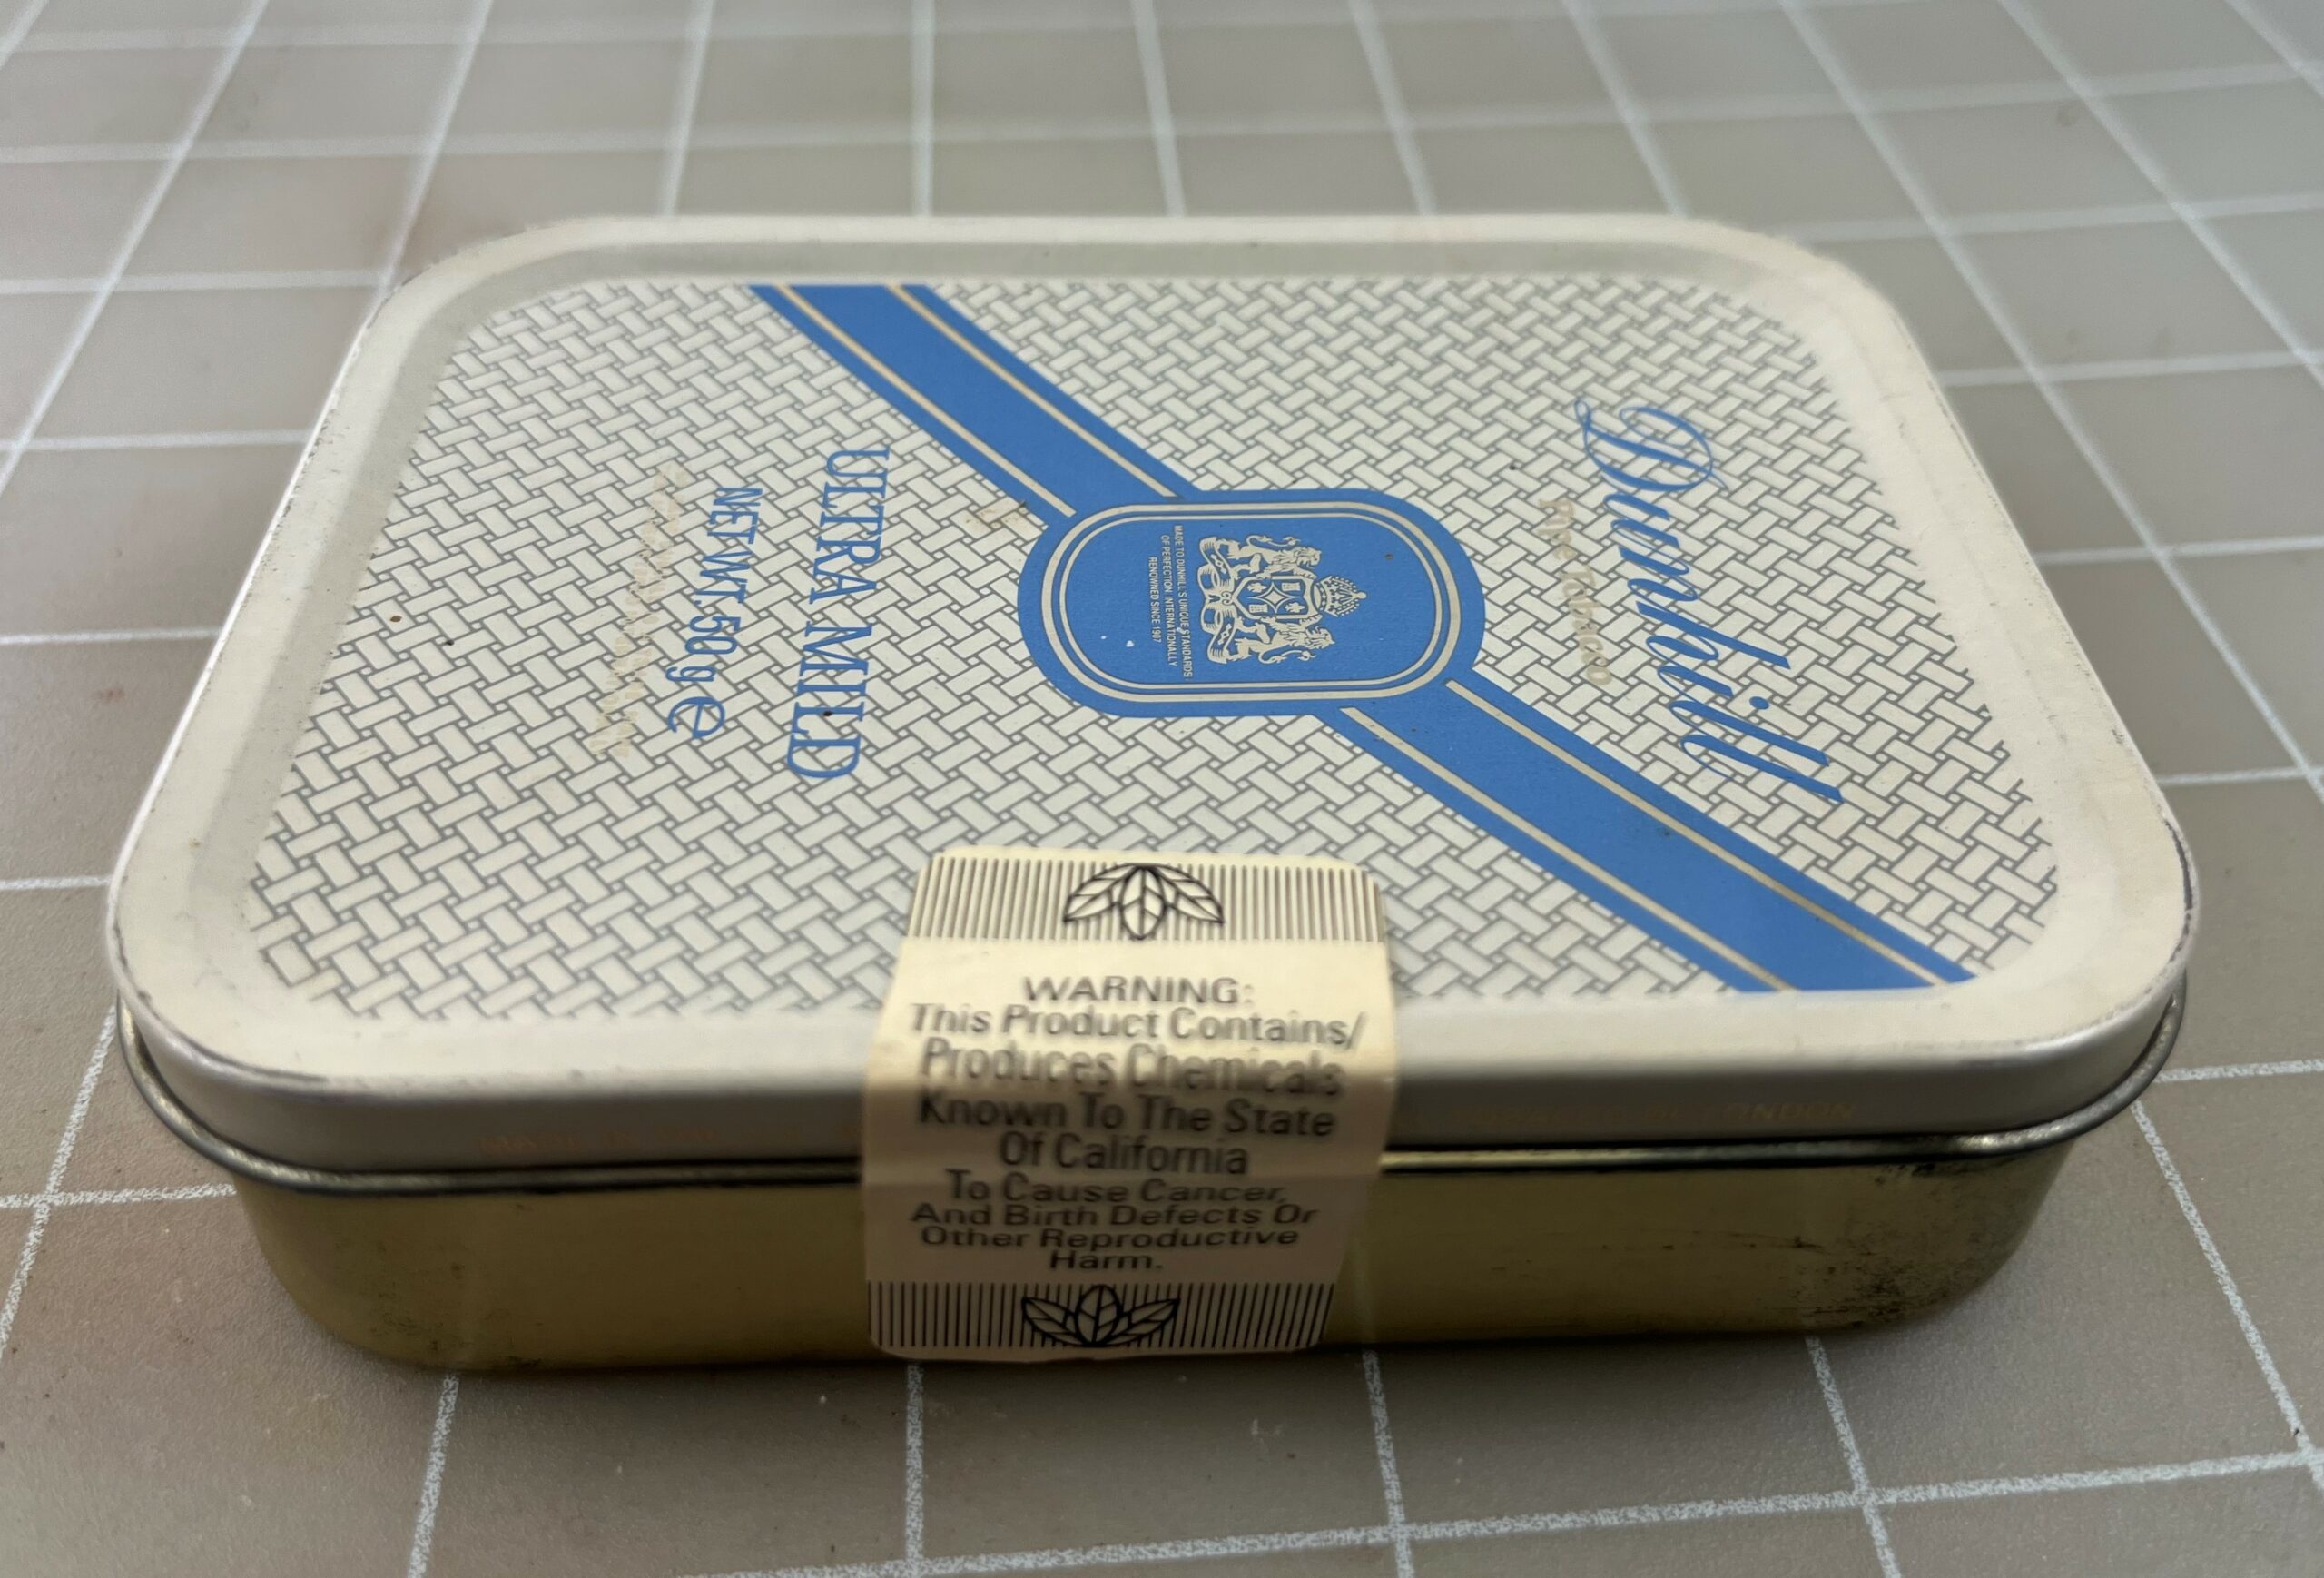 Dunhill
Pipe Tobacco
MADE TO DUNHILL'S UNIQUE STANDARDS
OF PERFECTION. INTERNATIONALLY
RENOWNED SINCE 1907
ULTRA MILD
NET WT. 50 g e
WARNING:
This Product Contains/
Produces Chemicals
Known To The State
Of California
To Cause Cancer,
And Birth Defects Or
Other Reproductive
Harm.
LONDON